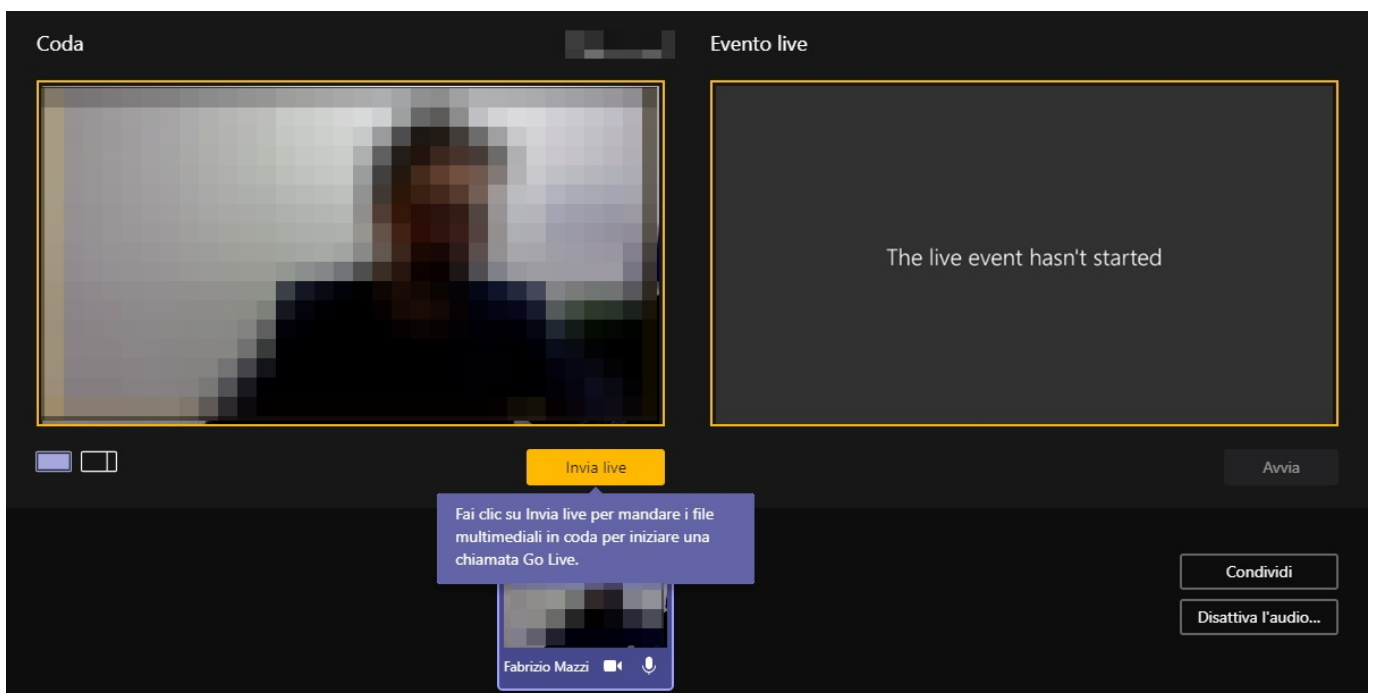 Coda
Evento live
The live event hasn't started
Invia live
Avvia
Fai clic su Invia live per mandare i file
multimediali in coda per iniziare una
chiamata Go Live.
Condividi
Disattiva l'audio...
Fabrizio Mazzi